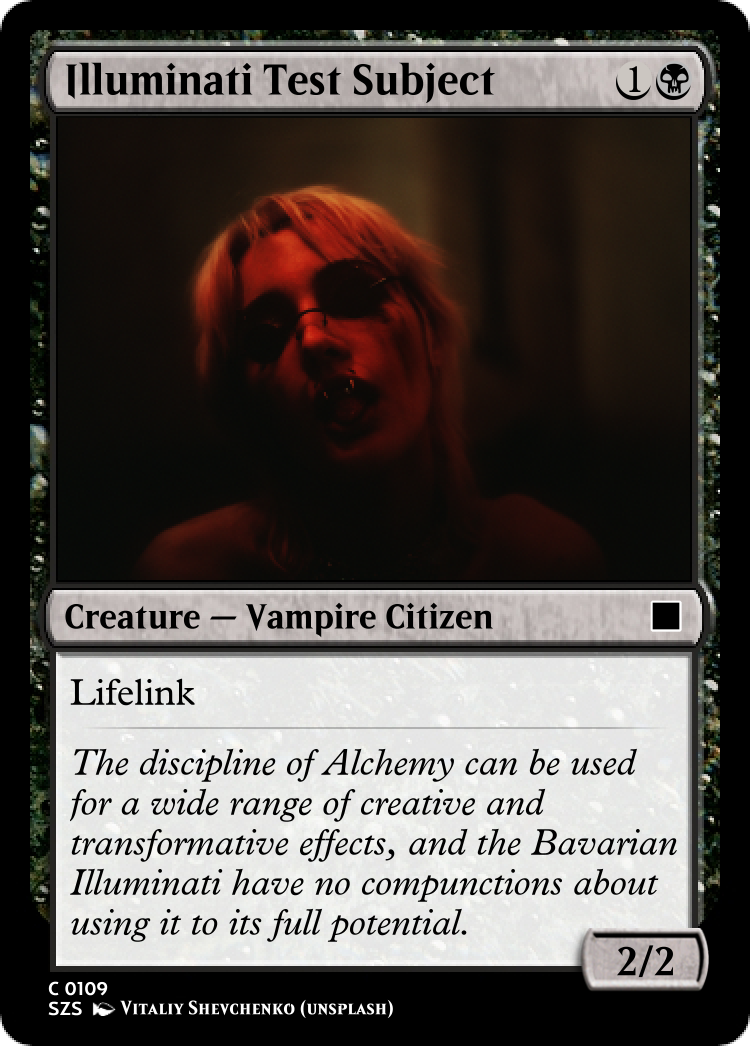 Illuminati Test Subject 1
Creature — Vampire Citizen
Lifelink
The discipline of Alchemy can be used
for a wide range of creative and
transformative effects, and the Bavarian
Illuminati have no compunctions about
using it to its full potential.
2/2
C 0109
SZS Vitaliy Shevchenko (unsplash)